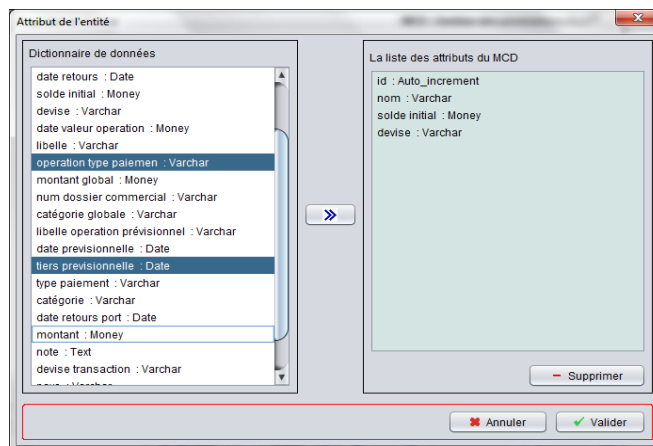 Attribut de l'entité
Dictionnaire de données
date retours : Date
solde initial : Money
devise : Varchar
date valeur operation : Money
libelle : Varchar
operation type paiemen : Varchar
montant global : Money
num dossier commercial : Varchar
catégorie globale : Varchar
libelle operation prévisionnel : Varchar
date previsionnelle : Date
tiers previsionnelle : Date
type paiement : Varchar
catégorie : Varchar
date retours port : Date
montant : Money
note : Text
devise transaction : Varchar
La liste des attributs du MCD
id : Auto_increment
nom : Varchar
solde initial : Money
devise : Varchar
Supprimer
Annuler
Valider